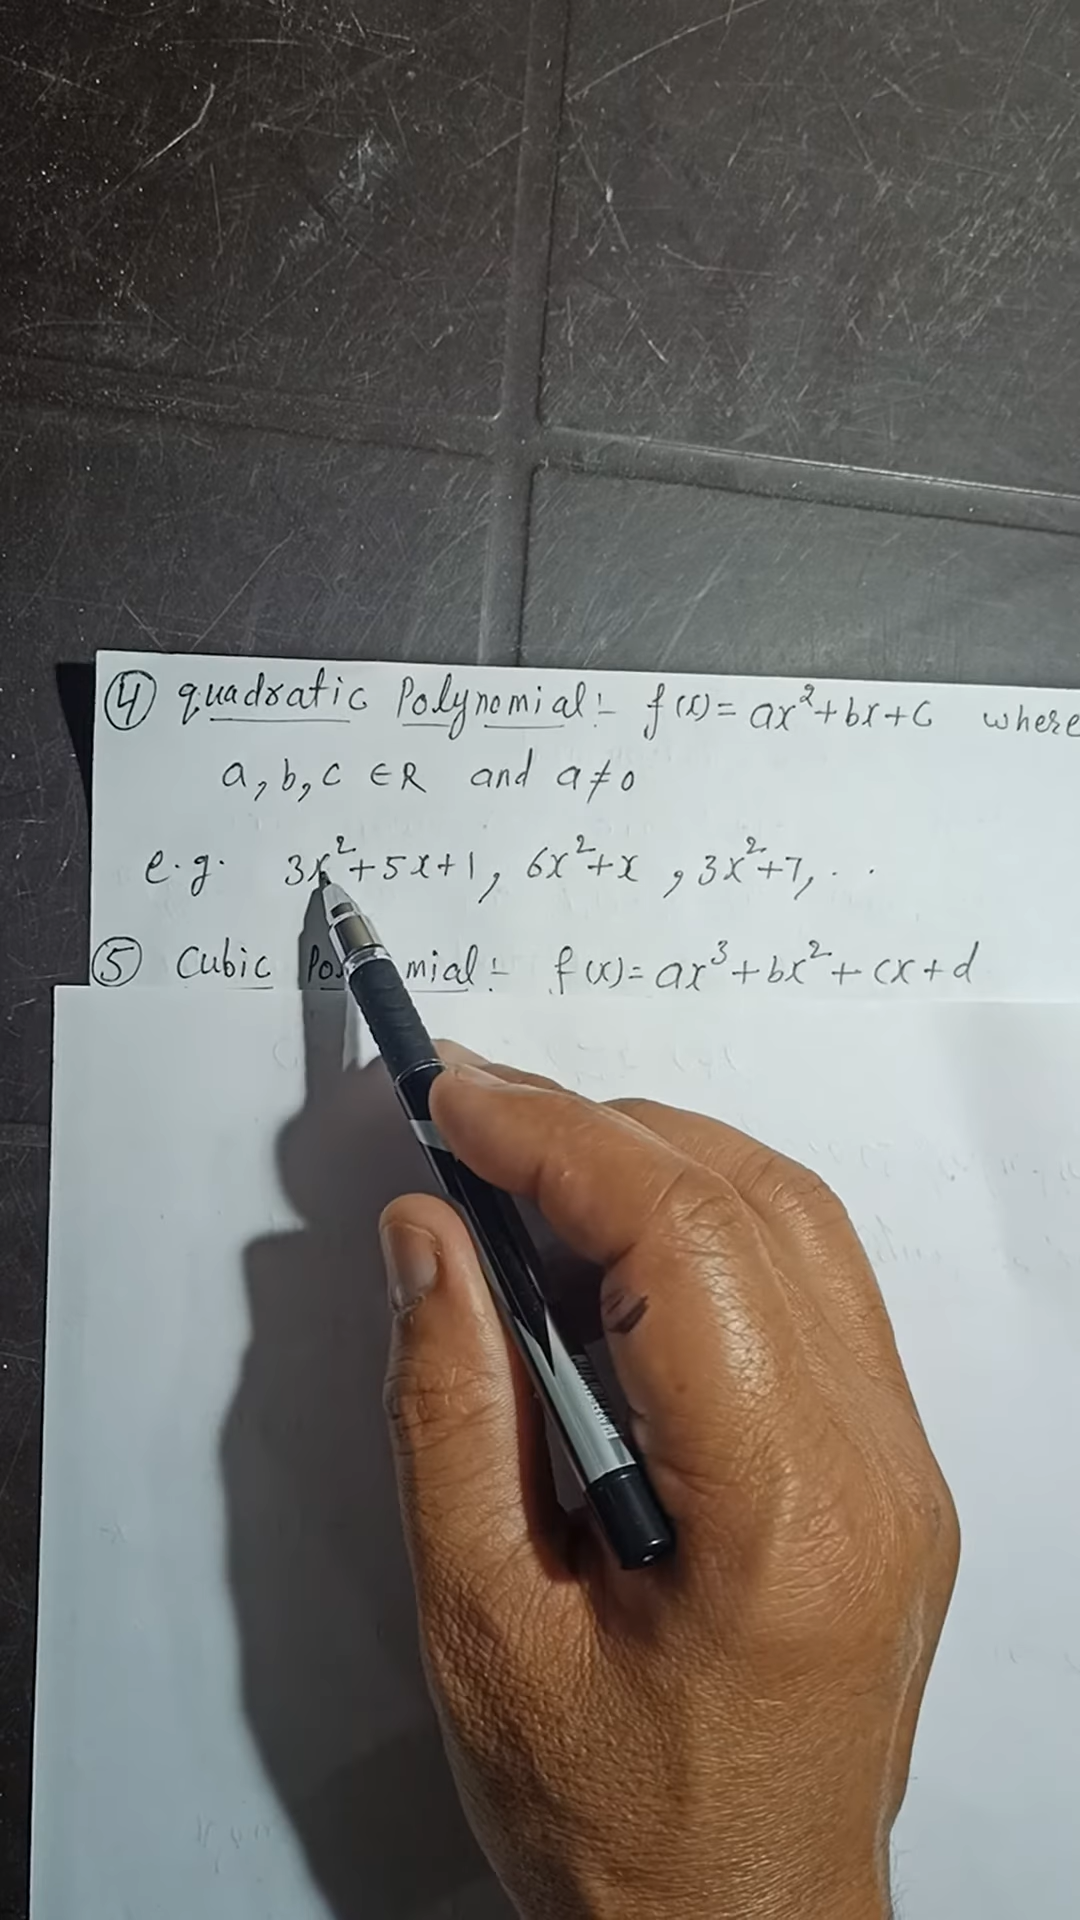 ④ quadratic Polynomial:- f(x)= ax²+bx+c where
a, b, c ∈R and a≠0
e.g. 3x²+5x+1, 6x²+x, 3x²+7, . .
⑤ Cubic Po mial:- f(x)= ax³+bx²+cx+d